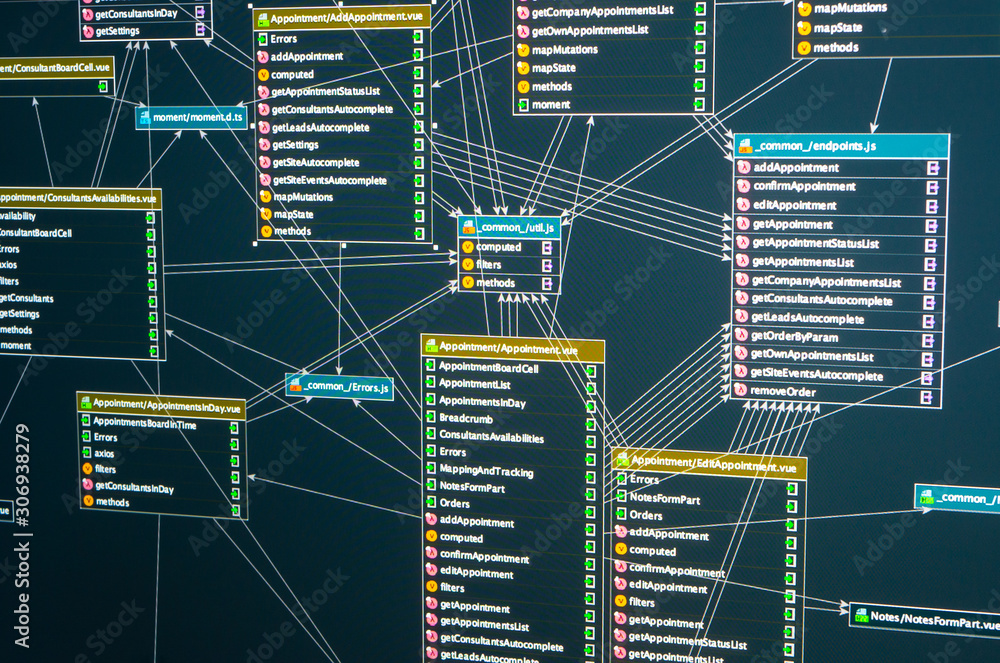 getConsultantsInDay
getSettings
ent/ConsultantBoardCell.vue
moment/moment.d.ts
Appointment/AddAppointment.vue
Errors
addAppointment
computed
getAppointmentStatusList
getConsultantsAutocomplete
getLeadsAutocomplete
getSettings
getSiteAutocomplete
getSiteEventsAutocomplete
mapMutations
mapState
methods
getCompanyAppointmentsList
getOwnAppointmentsList
mapMutations
mapState
methods
moment
mapMutations
mapState
methods
_common_/endpoints.js
addAppointment
confirmAppointment
editAppointment
getAppointment
getAppointmentStatusList
getAppointmentsList
getCompanyAppointmentsList
getConsultantsAutocomplete
getLeadsAutocomplete
getOrderByParam
getOwnAppointmentsList
getSiteEventsAutocomplete
removeOrder
ppointment/ConsultantsAvailabilities.vue
vailability
onsultantBoardCell
rrors
axios
filters
getConsultants
getSettings
methods
moment
_common_/util.js
computed
filters
methods
_common_/Errors.js
Appointment/AppointmentsInDay.vue
AppointmentsBoardInTime
Errors
axios
filters
getConsultantsInDay
methods
Appointment/Appointment.vue
AppointmentBoardCell
AppointmentList
AppointmentsInDay
Breadcrumb
ConsultantsAvailabilities
Errors
MappingAndTracking
NotesFormPart
Orders
addAppointment
computed
confirmAppointment
editAppointment
filters
getAppointment
getAppointmentsList
getConsultantsAutocomplete
getLeadsAutocomplete
Appointment/EditAppointment.vue
Errors
NotesFormPart
Orders
addAppointment
computed
confirmAppointment
editAppointment
filters
getAppointment
getAppointmentStatusList
getAppointmentsList
_common_/
Notes/NotesFormPart.vue
ue
Adobe Stock | #306938279